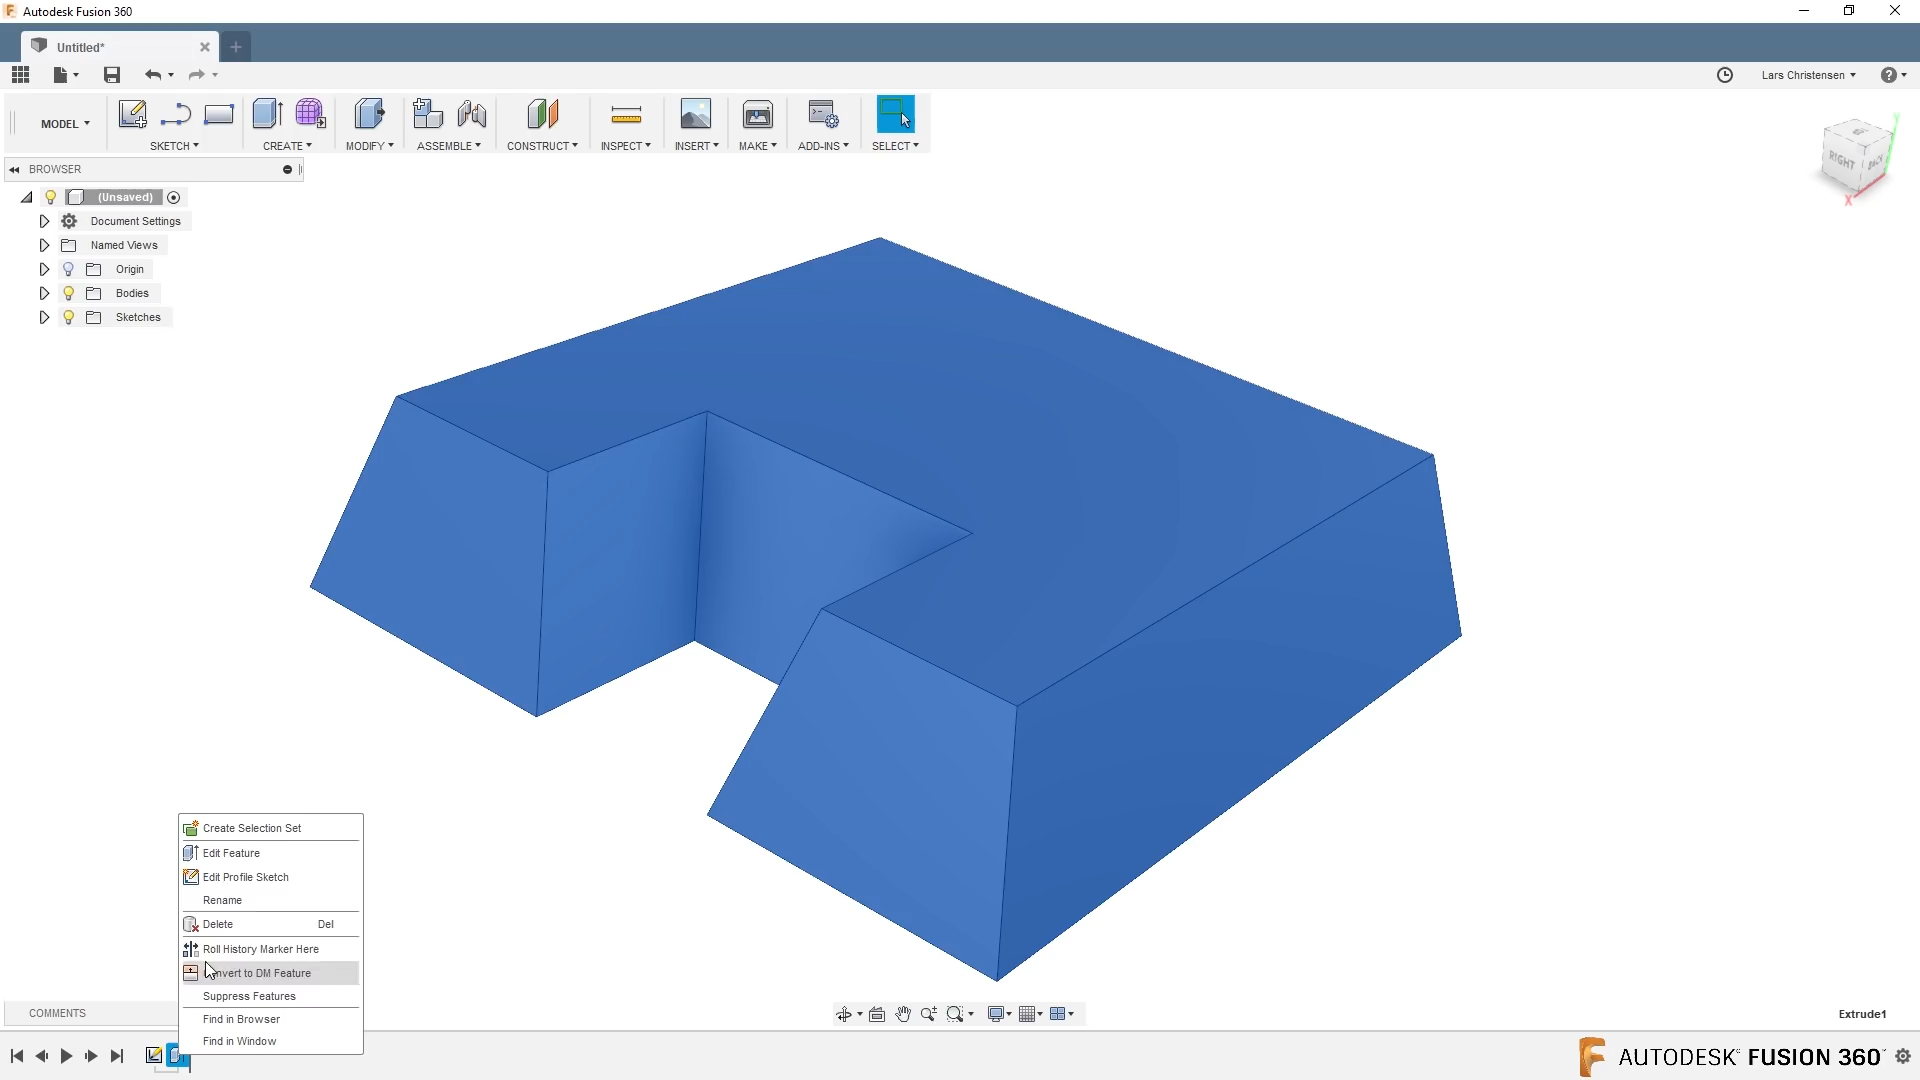 Autodesk Fusion 360
Untitled*
Lars Christensen
MODEL
SKETCH
CREATE
MODIFY
ASSEMBLE
CONSTRUCT
INSPECT
INSERT
MAKE
ADD-INS
SELECT
BROWSER
RIGHT
BACK
Y
X
(Unsaved)
Document Settings
Named Views
Origin
Bodies
Sketches
Create Selection Set
Edit Feature
Edit Profile Sketch
Rename
Delete Del
Roll History Marker Here
nvert to DM Feature
Suppress Features
Find in Browser
Find in Window
COMMENTS
Extrude1
AUTODESK® FUSION 360™